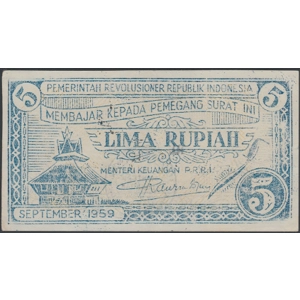 5 PEMERINTAH REVOLUSIONER REPUBLIK INDONESIA 5
MEMBAJAR KEPADA PEMEGANG SURAT INI
LIMA RUPIAH
MENTERI KEUANGAN P.R.R.I.
SEPTEMBER 1959
5